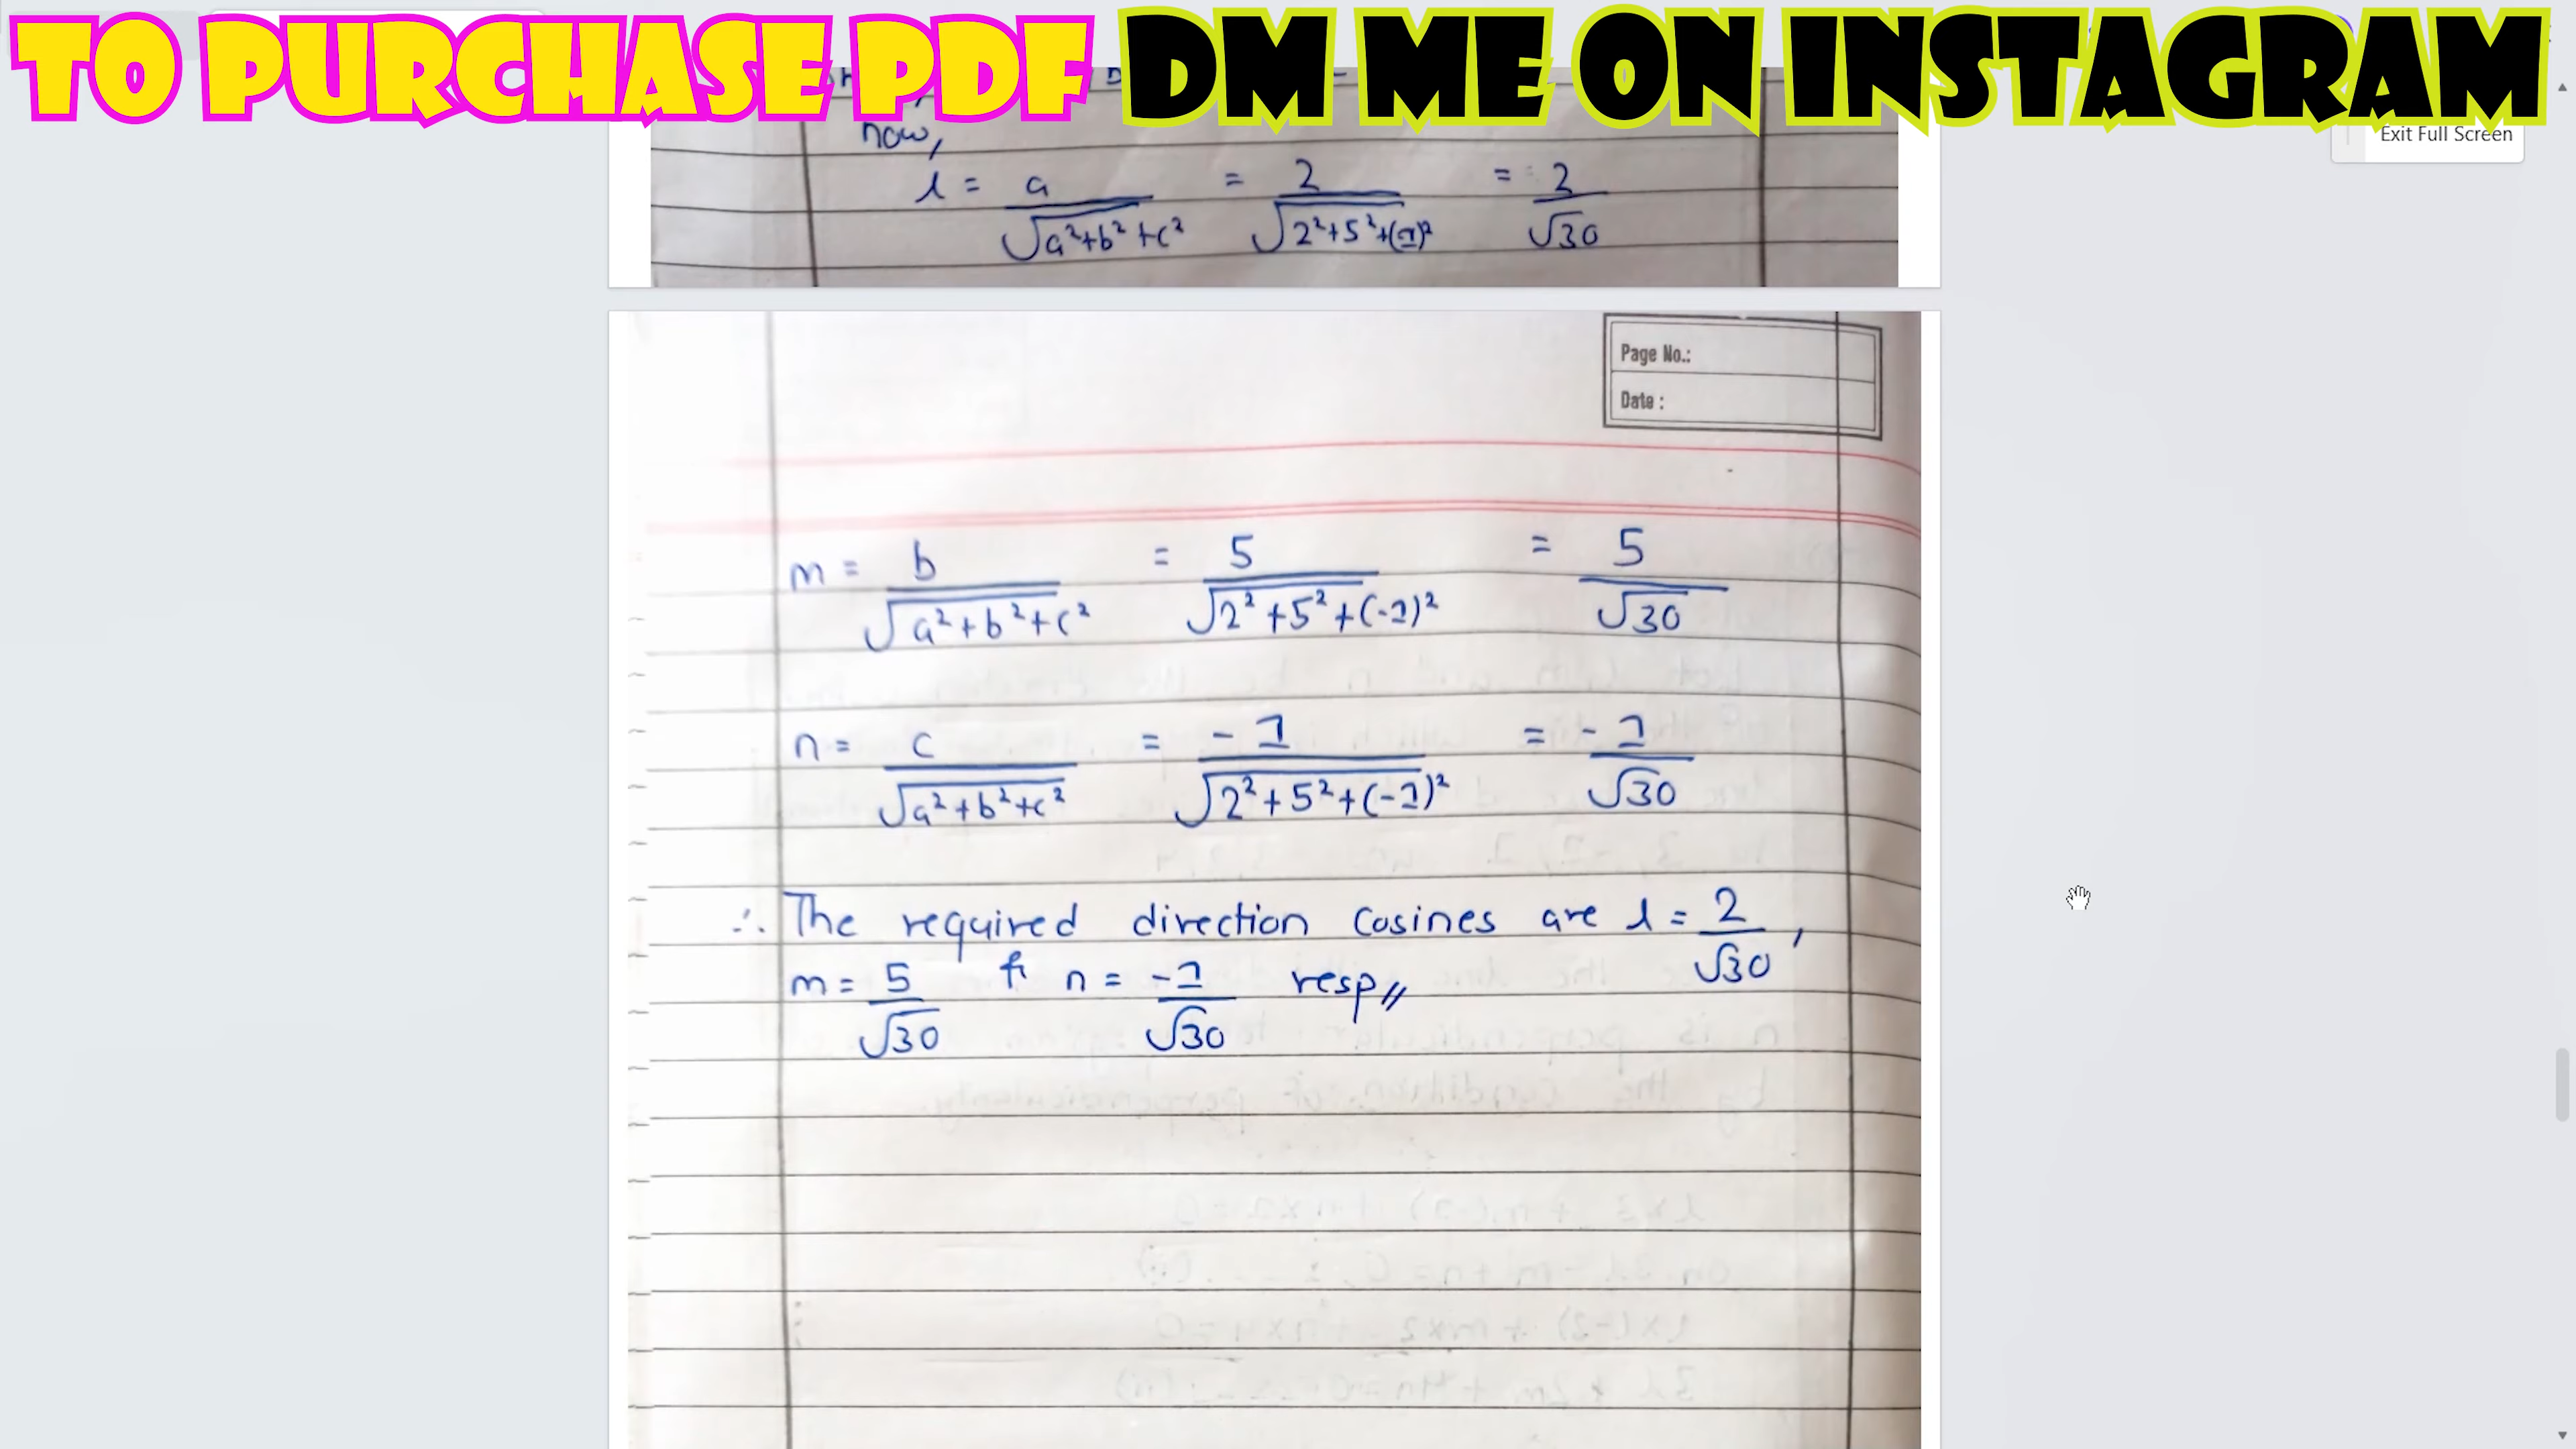 TO PURCHASE PDF DM ME ON INSTAGRAM
Exit Full Screen
now,
l = a / √a²+b²+c² = 2 / √2²+5²+(-1)² = 2 / √30
Page No.:
Date :
m = b / √a²+b²+c² = 5 / √2²+5²+(-1)² = 5 / √30
n = c / √a²+b²+c² = -1 / √2²+5²+(-1)² = -1 / √30
∴ The required direction cosines are l = 2 / √30 ,
m = 5 / √30 & n = -1 / √30 resp//